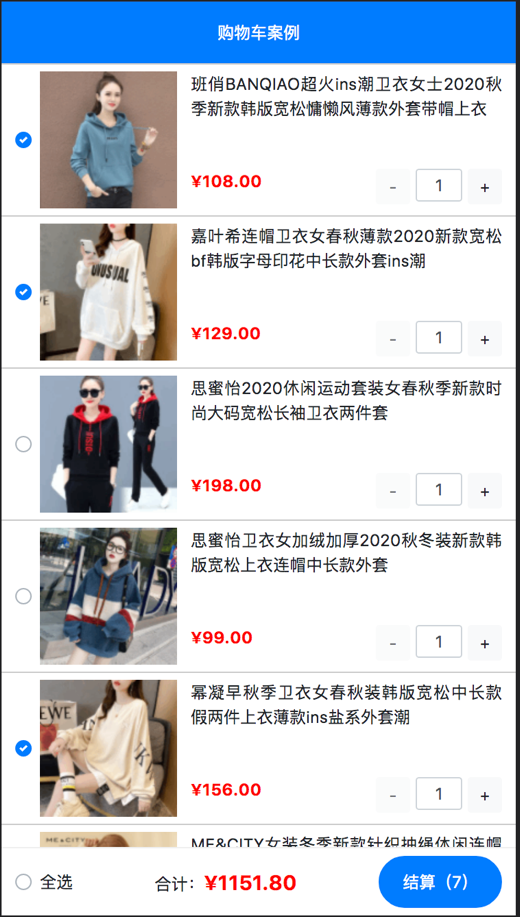 购物车案例
班俏BANQIAO超火ins潮卫衣女士2020秋
季新款韩版宽松慵懒风薄款外套带帽上衣
¥108.00
- 1 +
嘉叶希连帽卫衣女春秋薄款2020新款宽松
bf韩版字母印花中长款外套ins潮
UNUSUAL
¥129.00
- 1 +
思蜜怡2020休闲运动套装女春秋季新款时
尚大码宽松长袖卫衣两件套
¥198.00
- 1 +
思蜜怡卫衣女加绒加厚2020秋冬装新款韩
版宽松上衣连帽中长款外套
¥99.00
- 1 +
幂凝早秋季卫衣女春秋装韩版宽松中长款
假两件上衣薄款ins盐系外套潮
¥156.00
- 1 +
ME&CITY
ME&CITY女装冬季新款针织抽绳休闲连帽
全选
合计：¥1151.80
结算（7）